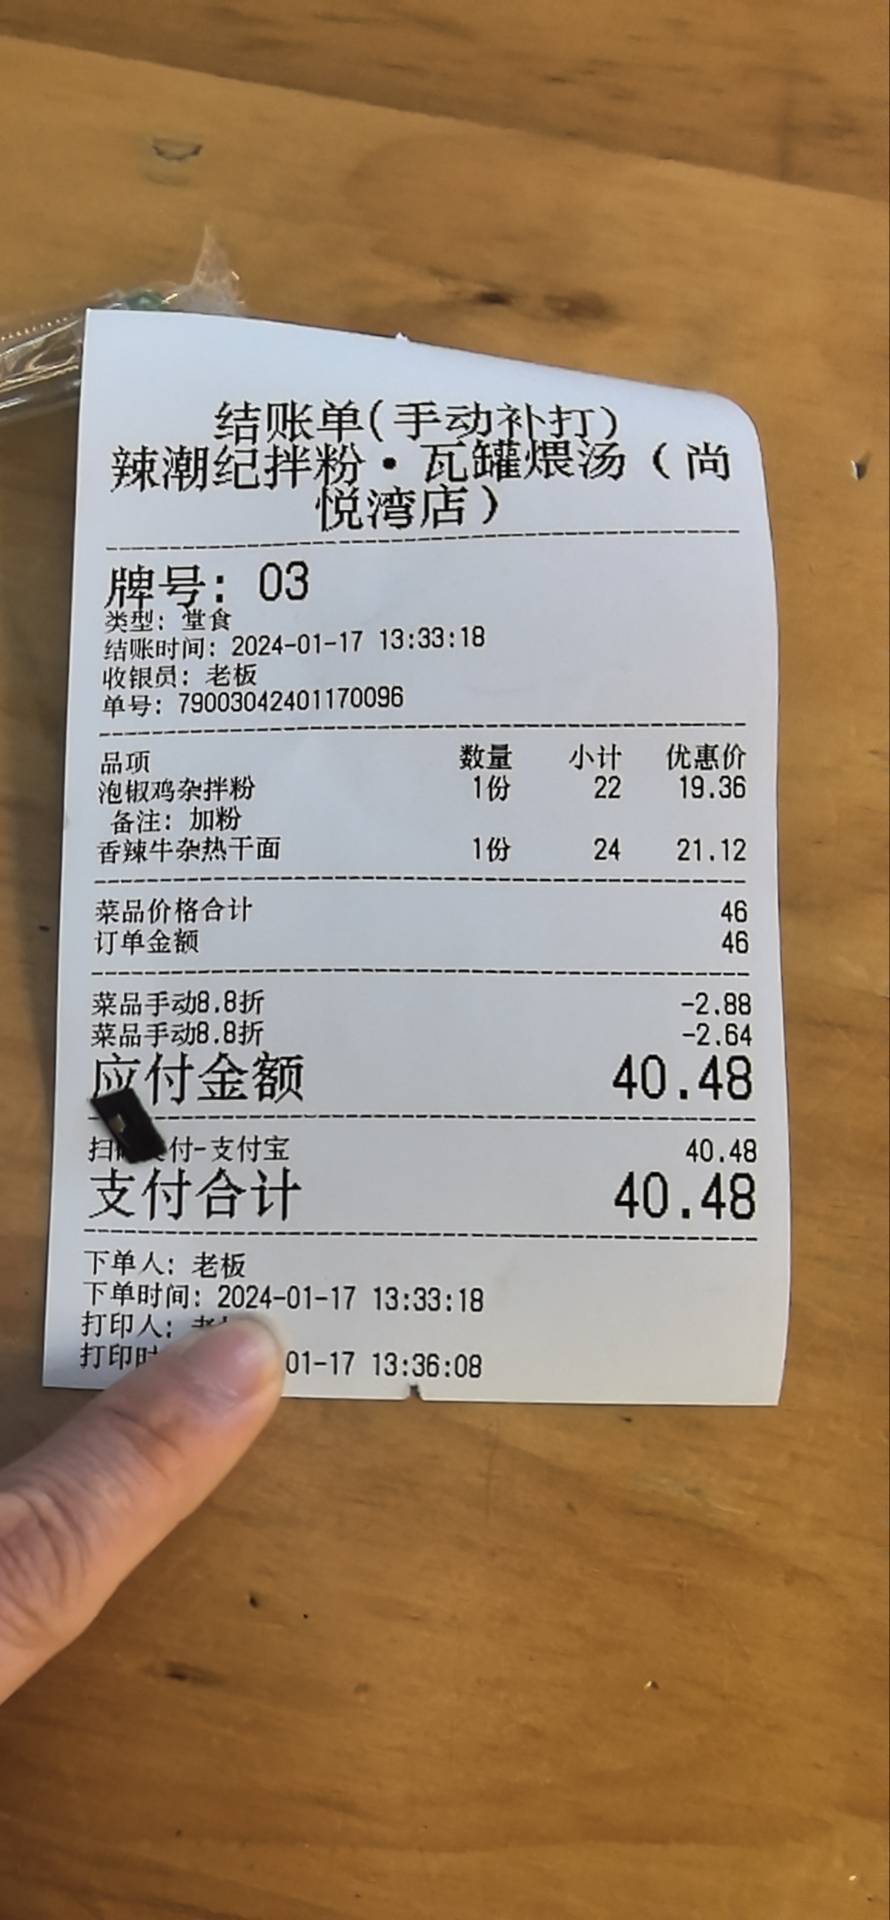 结账单(手动补打)
辣潮纪拌粉·瓦罐煨汤(尚
悦湾店)
牌号: 03
类型: 堂食
结账时间: 2024-01-17 13:33:18
收银员: 老板
单号: 79003042401170096
品项 数量 小计 优惠价
泡椒鸡杂拌粉 1份 22 19.36
备注: 加粉
香辣牛杂热干面 1份 24 21.12
菜品价格合计 46
订单金额 46
菜品手动8.8折 -2.88
菜品手动8.8折 -2.64
应付金额 40.48
扫 付-支付宝 40.48
支付合计 40.48
下单人: 老板
下单时间: 2024-01-17 13:33:18
打印人:
打印时 01-17 13:36:08